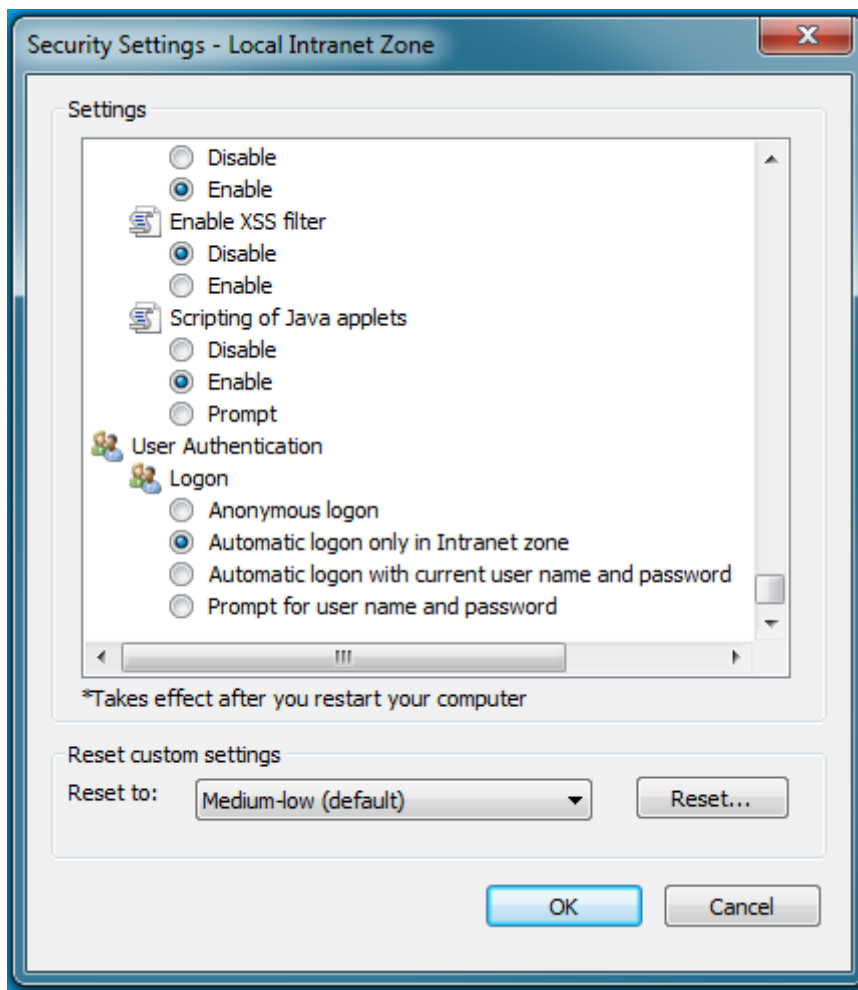 Security Settings - Local Intranet Zone
Settings
Disable
Enable
Enable XSS filter
Disable
Enable
Scripting of Java applets
Disable
Enable
Prompt
User Authentication
Logon
Anonymous logon
Automatic logon only in Intranet zone
Automatic logon with current user name and password
Prompt for user name and password
*Takes effect after you restart your computer
Reset custom settings
Reset to: Medium-low (default) Reset...
OK Cancel